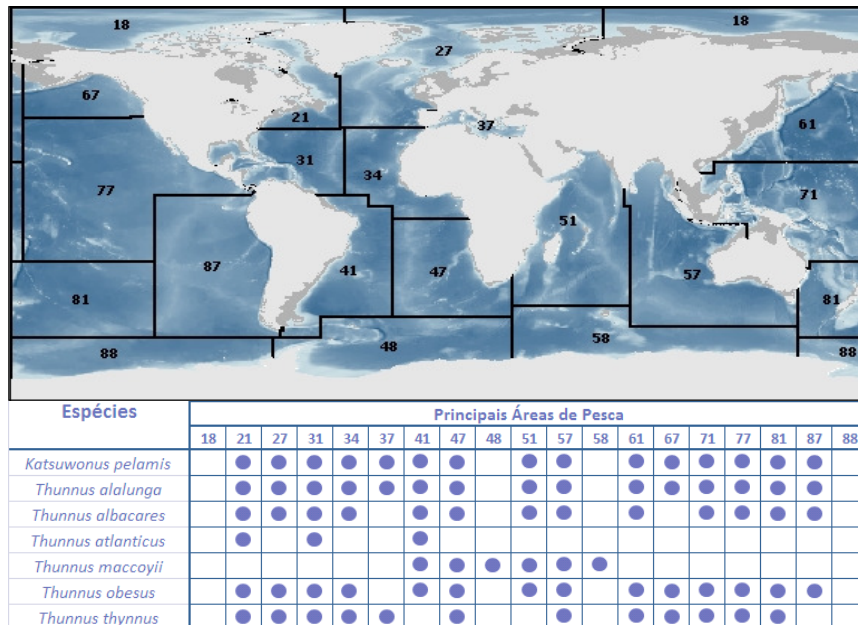 18
18
27
67
21
37
61
31
34
77
71
51
87
41
47
57
81
81
88
48
58
88
Espécies
Principais Áreas de Pesca
18 21 27 31 34 37 41 47 48 51 57 58 61 67 71 77 81 87 88
Katsuwonus pelamis
Thunnus alalunga
Thunnus albacares
Thunnus atlanticus
Thunnus maccoyii
Thunnus obesus
Thunnus thynnus